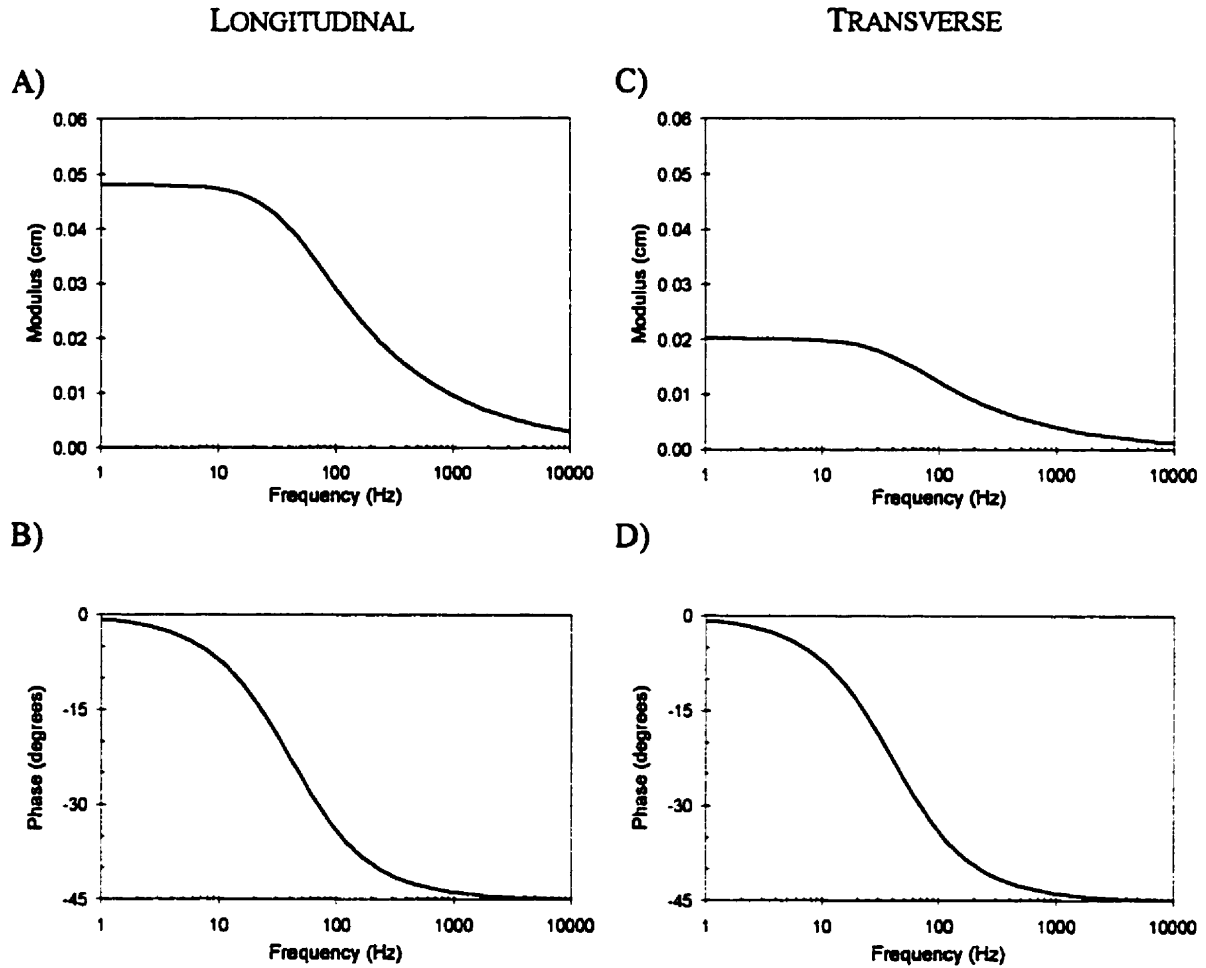 LONGITUDINAL
TRANSVERSE
A)
0.06
0.05
0.04
0.03
0.02
0.01
0.00
Modulus (cm)
1 10 100 1000 10000
Frequency (Hz)
C)
0.06
0.05
0.04
0.03
0.02
0.01
0.00
Modulus (cm)
1 10 100 1000 10000
Frequency (Hz)
B)
0
-15
-30
-45
Phase (degrees)
1 10 100 1000 10000
Frequency (Hz)
D)
0
-15
-30
-45
Phase (degrees)
1 10 100 1000 10000
Frequency (Hz)